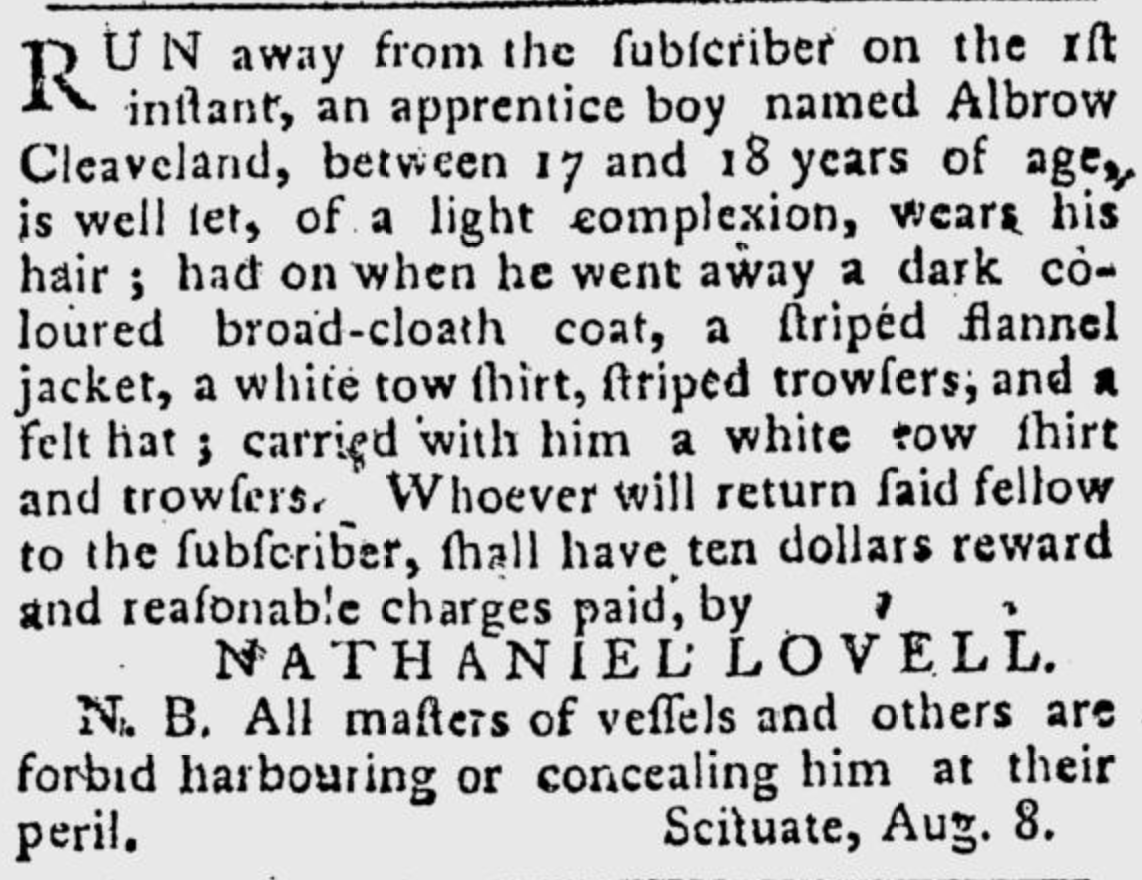 RUN away from the ſubſcriber on the 1ſt
inſtant, an apprentice boy named Albrow
Cleaveland, between 17 and 18 years of age,
is well ſet, of a light complexion, wears his
hair ; had on when he went away a dark co-
loured broad-cloath coat, a ſtriped flannel
jacket, a white tow ſhirt, ſtriped trowſers, and a
felt hat ; carried with him a white tow ſhirt
and trowſers. Whoever will return ſaid fellow
to the ſubſcriber, ſhall have ten dollars reward
and reaſonable charges paid, by
NATHANIEL LOVELL.
N. B. All maſters of veſſels and others are
forbid harbouring or concealing him at their
peril. Scituate, Aug. 8.